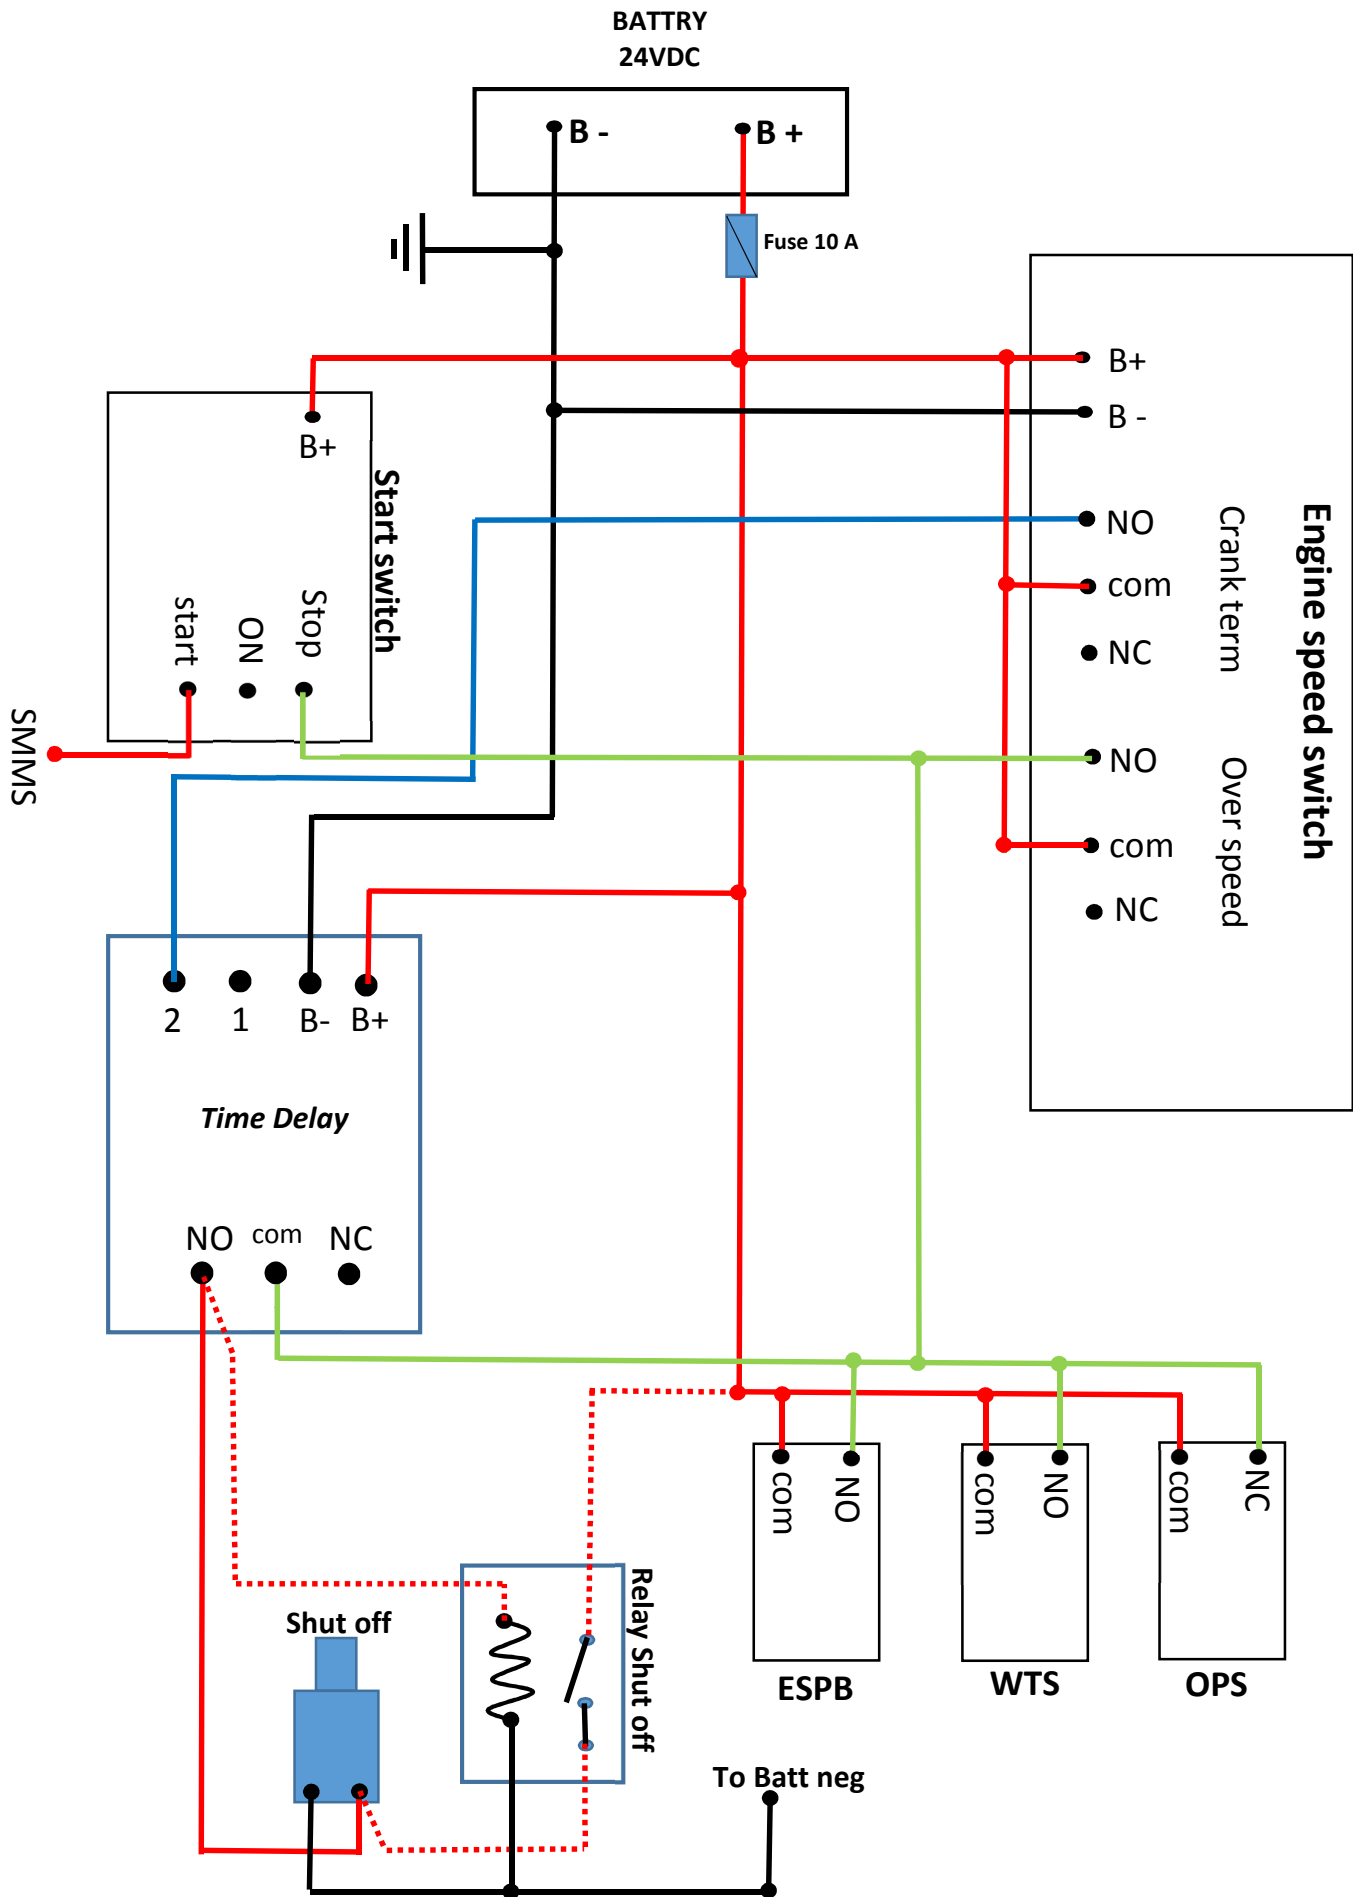 BATTRY
24VDC
B -
B +
Fuse 10 A
B+
B -
NO
com
NC
Crank term
NO
com
NC
Over speed
Engine speed switch
B+
Start switch
start
ON
Stop
SMMS
2
1
B-
B+
Time Delay
NO
com
NC
com
NO
ESPB
com
NO
WTS
com
NC
OPS
Shut off
Relay Shut off
To Batt neg